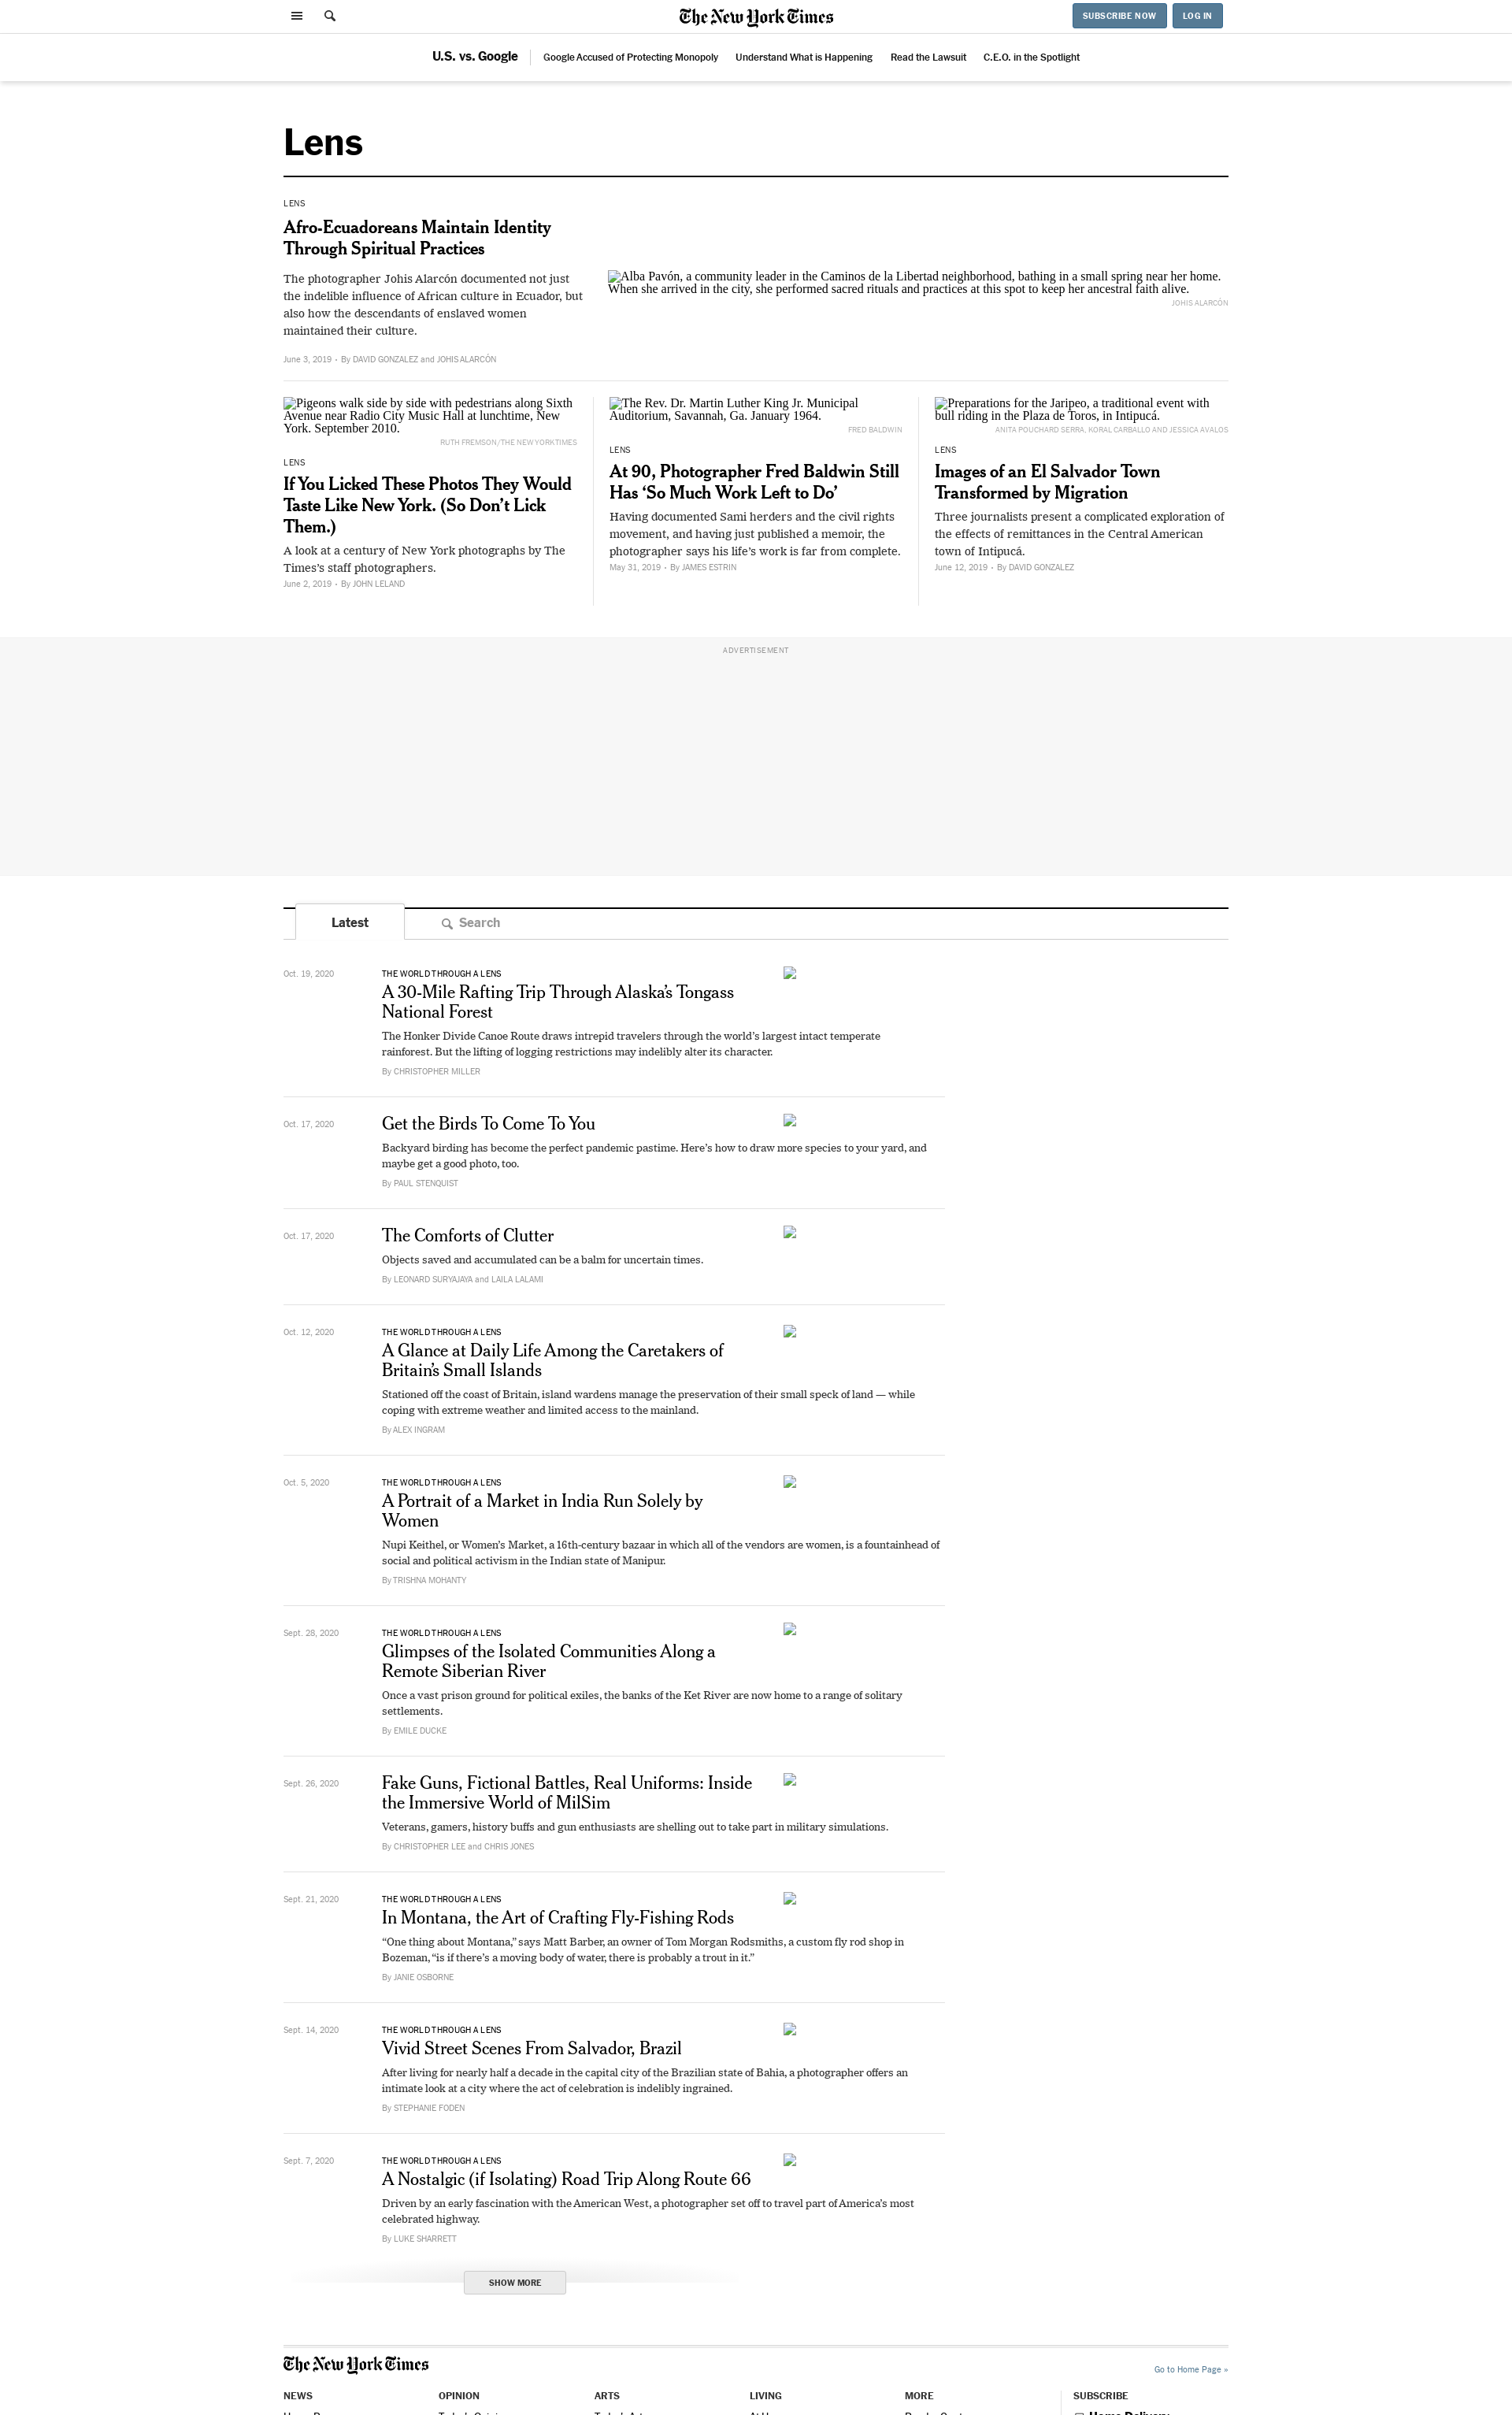 The New York Times
SUBSCRIBE NOW
LOG IN
U.S. vs. Google
Google Accused of Protecting Monopoly
Understand What is Happening
Read the Lawsuit
C.E.O. in the Spotlight
Lens
LENS
Afro-Ecuadoreans Maintain Identity
Through Spiritual Practices
The photographer Johis Alarcón documented not just
the indelible influence of African culture in Ecuador, but
also how the descendants of enslaved women
maintained their culture.
June 3, 2019 • By DAVID GONZALEZ and JOHIS ALARCÓN
Alba Pavón, a community leader in the Caminos de la Libertad neighborhood, bathing in a small spring near her home.
When she arrived in the city, she performed sacred rituals and practices at this spot to keep her ancestral faith alive.
JOHIS ALARCÓN
Pigeons walk side by side with pedestrians along Sixth
Avenue near Radio City Music Hall at lunchtime, New
York. September 2010.
RUTH FREMSON/THE NEW YORK TIMES
LENS
If You Licked These Photos They Would
Taste Like New York. (So Don’t Lick
Them.)
A look at a century of New York photographs by The
Times’s staff photographers.
June 2, 2019 • By JOHN LELAND
The Rev. Dr. Martin Luther King Jr. Municipal
Auditorium, Savannah, Ga. January 1964.
FRED BALDWIN
LENS
At 90, Photographer Fred Baldwin Still
Has ‘So Much Work Left to Do’
Having documented Sami herders and the civil rights
movement, and having just published a memoir, the
photographer says his life’s work is far from complete.
May 31, 2019 • By JAMES ESTRIN
Preparations for the Jaripeo, a traditional event with
bull riding in the Plaza de Toros, in Intipucá.
ANITA POUCHARD SERRA, KORAL CARBALLO AND JESSICA AVALOS
LENS
Images of an El Salvador Town
Transformed by Migration
Three journalists present a complicated exploration of
the effects of remittances in the Central American
town of Intipucá.
June 12, 2019 • By DAVID GONZALEZ
ADVERTISEMENT
Latest
Search
Oct. 19, 2020
THE WORLD THROUGH A LENS
A 30-Mile Rafting Trip Through Alaska’s Tongass
National Forest
The Honker Divide Canoe Route draws intrepid travelers through the world’s largest intact temperate
rainforest. But the lifting of logging restrictions may indelibly alter its character.
By CHRISTOPHER MILLER
Oct. 17, 2020
Get the Birds To Come To You
Backyard birding has become the perfect pandemic pastime. Here’s how to draw more species to your yard, and
maybe get a good photo, too.
By PAUL STENQUIST
Oct. 17, 2020
The Comforts of Clutter
Objects saved and accumulated can be a balm for uncertain times.
By LEONARD SURYAJAYA and LAILA LALAMI
Oct. 12, 2020
THE WORLD THROUGH A LENS
A Glance at Daily Life Among the Caretakers of
Britain’s Small Islands
Stationed off the coast of Britain, island wardens manage the preservation of their small speck of land — while
coping with extreme weather and limited access to the mainland.
By ALEX INGRAM
Oct. 5, 2020
THE WORLD THROUGH A LENS
A Portrait of a Market in India Run Solely by
Women
Nupi Keithel, or Women’s Market, a 16th-century bazaar in which all of the vendors are women, is a fountainhead of
social and political activism in the Indian state of Manipur.
By TRISHNA MOHANTY
Sept. 28, 2020
THE WORLD THROUGH A LENS
Glimpses of the Isolated Communities Along a
Remote Siberian River
Once a vast prison ground for political exiles, the banks of the Ket River are now home to a range of solitary
settlements.
By EMILE DUCKE
Sept. 26, 2020
Fake Guns, Fictional Battles, Real Uniforms: Inside
the Immersive World of MilSim
Veterans, gamers, history buffs and gun enthusiasts are shelling out to take part in military simulations.
By CHRISTOPHER LEE and CHRIS JONES
Sept. 21, 2020
THE WORLD THROUGH A LENS
In Montana, the Art of Crafting Fly-Fishing Rods
“One thing about Montana,” says Matt Barber, an owner of Tom Morgan Rodsmiths, a custom fly rod shop in
Bozeman, “is if there’s a moving body of water, there is probably a trout in it.”
By JANIE OSBORNE
Sept. 14, 2020
THE WORLD THROUGH A LENS
Vivid Street Scenes From Salvador, Brazil
After living for nearly half a decade in the capital city of the Brazilian state of Bahia, a photographer offers an
intimate look at a city where the act of celebration is indelibly ingrained.
By STEPHANIE FODEN
Sept. 7, 2020
THE WORLD THROUGH A LENS
A Nostalgic (if Isolating) Road Trip Along Route 66
Driven by an early fascination with the American West, a photographer set off to travel part of America’s most
celebrated highway.
By LUKE SHARRETT
SHOW MORE
The New York Times
Go to Home Page »
NEWS
OPINION
ARTS
LIVING
MORE
SUBSCRIBE